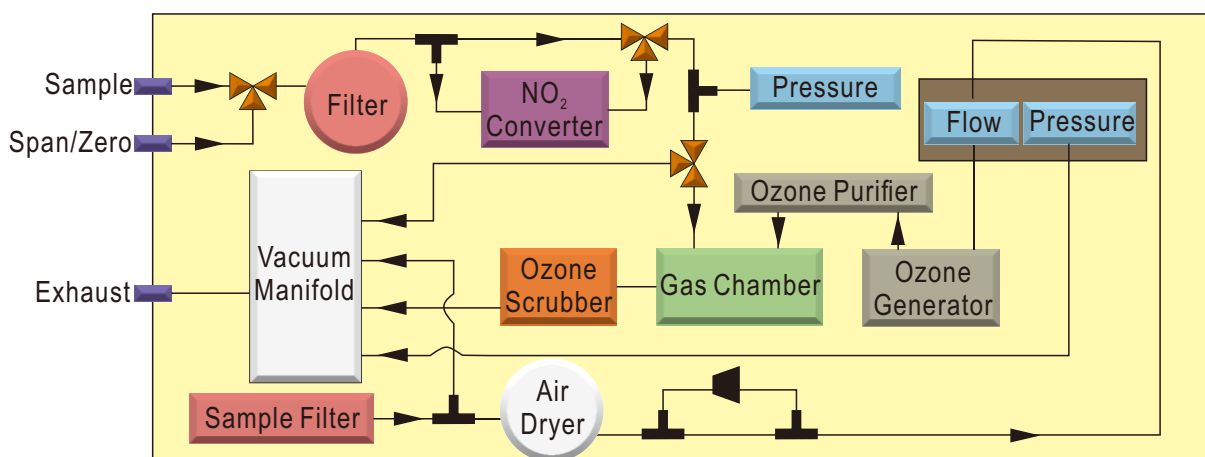 Sample
Span/Zero
Exhaust
Filter
NO₂
Converter
Pressure
Flow
Pressure
Ozone Purifier
Vacuum
Manifold
Ozone
Scrubber
Gas Chamber
Ozone
Generator
Sample Filter
Air
Dryer